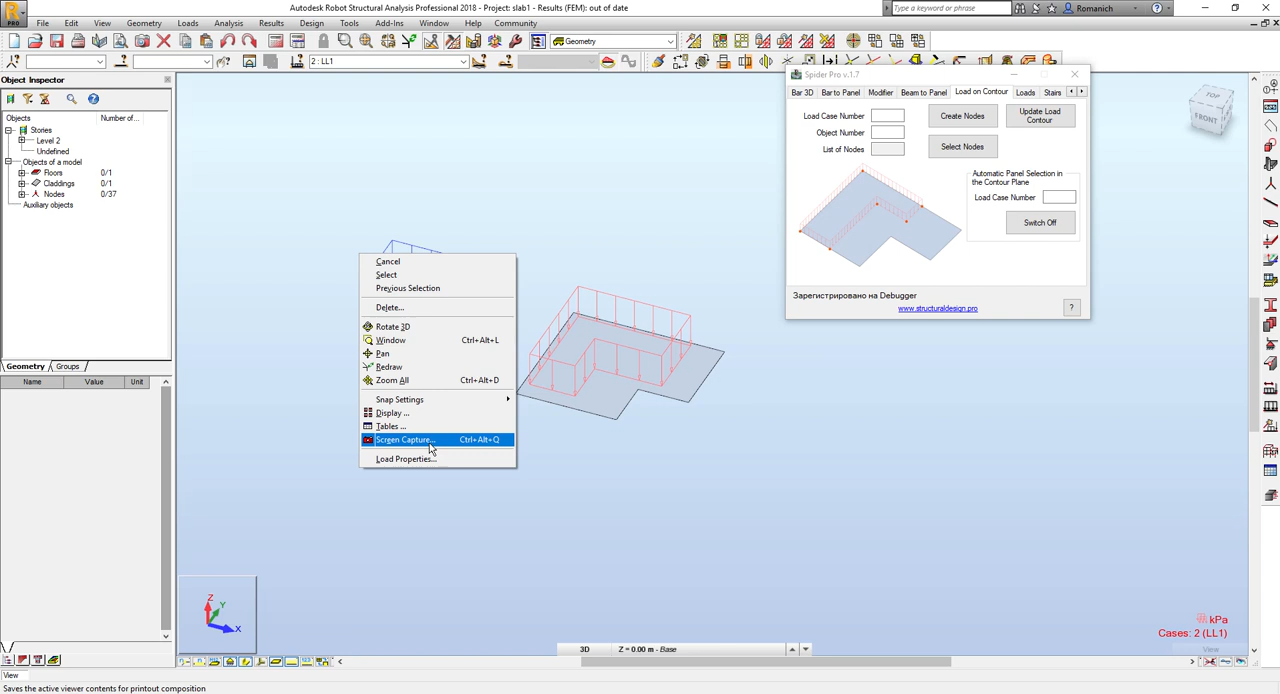 PRO
Autodesk Robot Structural Analysis Professional 2018 - Project: slab1 - Results (FEM): out of date
Type a keyword or phrase
Romanich
File Edit View Geometry Loads Analysis Results Design Tools Add-Ins Window Help Community
Geometry
2 : LL1
Object Inspector
Objects Number of...
Stories
Level 2
Undefined
Objects of a model
Floors 0/1
Claddings 0/1
Nodes 0/37
Auxiliary objects
Geometry Groups
Name Value Unit
Cancel
Select
Previous Selection
Delete...
Rotate 3D
Window Ctrl+Alt+L
Pan
Redraw
Zoom All Ctrl+Alt+D
Snap Settings
Display ...
Tables ...
Screen Capture... Ctrl+Alt+Q
Load Properties...
Spider Pro v.1.7
Bar 3D Bar to Panel Modifier Beam to Panel Load on Contour Loads Stairs
Load Case Number
Object Number
List of Nodes
Create Nodes
Select Nodes
Update Load
Contour
Automatic Panel Selection in
the Contour Plane
Load Case Number
Switch Off
Зарегистрировано на Debugger
www.structuraldesign.pro
?
TOP
FRONT
Z
Y
X
kPa
Cases: 2 (LL1)
3D Z = 0.00 m - Base
View
View
Saves the active viewer contents for printout composition